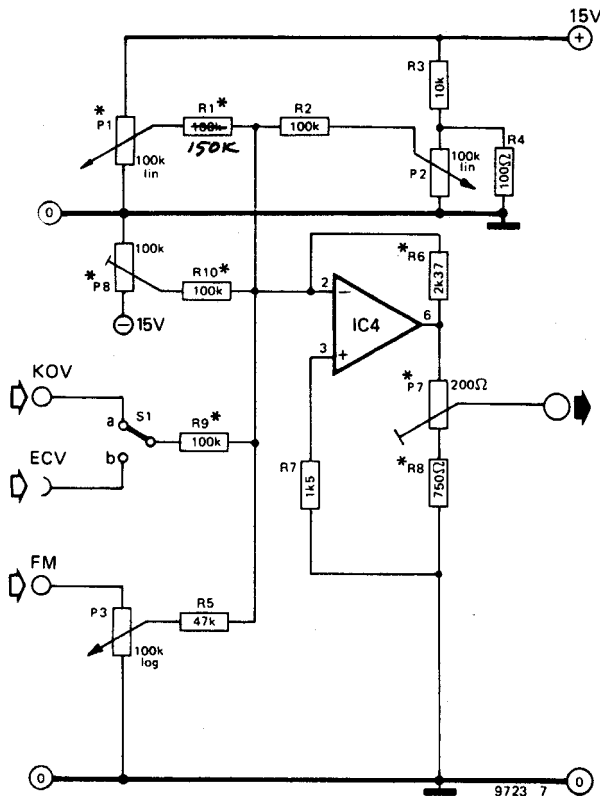 15V
+
R3
10k
*
P1
100k
lin
R1*
100k
150K
R2
100k
R4
100Ω
100k
lin
P2
0
100k
*P8
R10*
100k
−
15V
*R6
2k37
2
−
IC4
6
3
+
KOV
a
S1
R9*
100k
ECV
b
*P7
200Ω
R7
1k5
*R8
750Ω
FM
P3
100k
log
R5
47k
0
0
9723 7